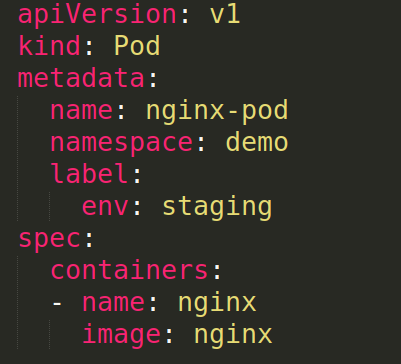 apiVersion: v1
kind: Pod
metadata:
  name: nginx-pod
  namespace: demo
  label:
    env: staging
spec:
  containers:
  - name: nginx
    image: nginx